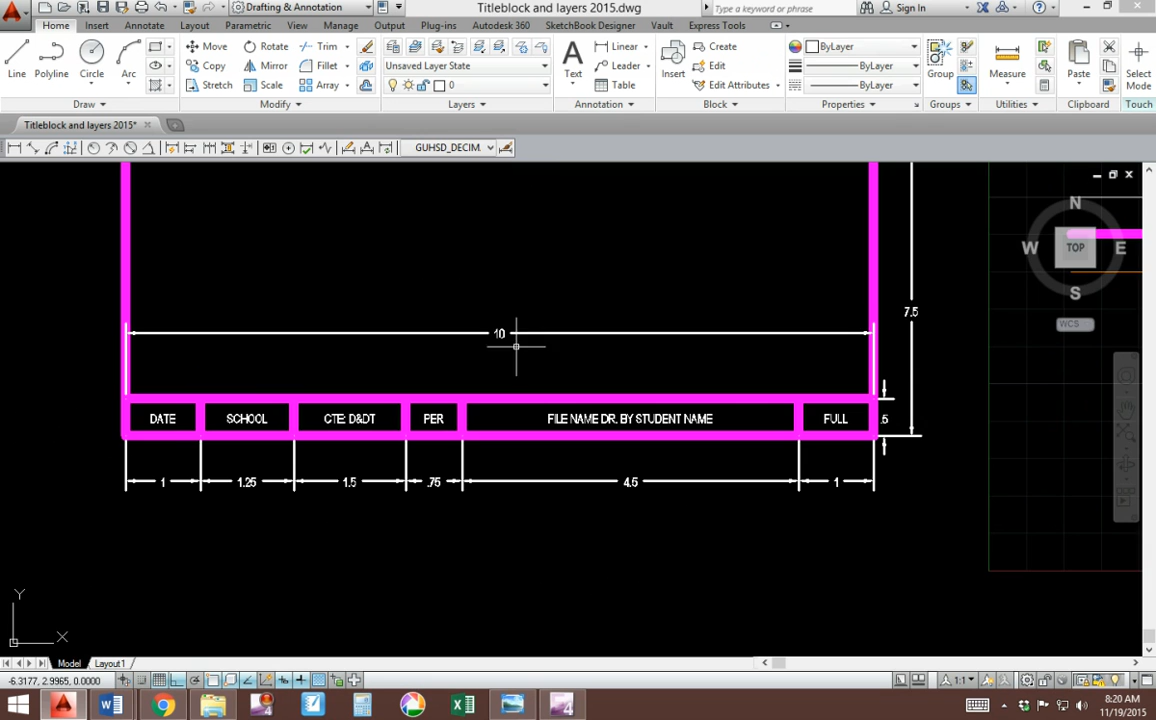 Drafting & Annotation
Titleblock and layers 2015.dwg
Type a keyword or phrase
Sign In
Home
Insert
Annotate
Layout
Parametric
View
Manage
Output
Plug-ins
Autodesk 360
SketchBook Designer
Vault
Express Tools
Line
Polyline
Circle
Arc
Move
Rotate
Trim
Copy
Mirror
Fillet
Stretch
Scale
Array
Unsaved Layer State
0
Text
Linear
Leader
Table
Insert
Create
Edit
Edit Attributes
ByLayer
ByLayer
ByLayer
Group
Measure
Paste
Select
Mode
Draw
Modify
Layers
Annotation
Block
Properties
Groups
Utilities
Clipboard
Touch
Titleblock and layers 2015*
GUHSD_DECIM.
N
W
TOP
E
S
WCS
7.5
10
DATE
SCHOOL
CTE: D&DT
PER
FILE NAME DR. BY STUDENT NAME
FULL
.5
1
1.25
1.5
.75
4.5
1
Y
X
Model
Layout1
-6.3177, 2.9965, 0.0000
1:1
8:20 AM
11/19/2015